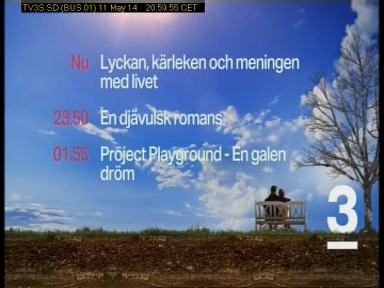 TV3S SD (BUS 01) 11 May 14 20:59:55 CET
Nu Lyckan, kärleken och meningen
med livet
23.50 En djävulsk romans
01.55 Project Playground - En galen
dröm
3